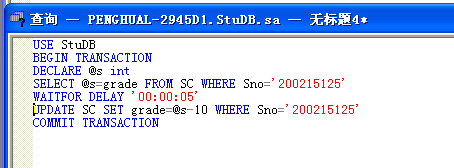 查询 — PENGHUAL-2945D1.StuDB.sa — 无标题4*
USE StuDB
BEGIN TRANSACTION
DECLARE @s int
SELECT @s=grade FROM SC WHERE Sno='200215125'
WAITFOR DELAY '00:00:05'
UPDATE SC SET grade=@s-10 WHERE Sno='200215125'
COMMIT TRANSACTION